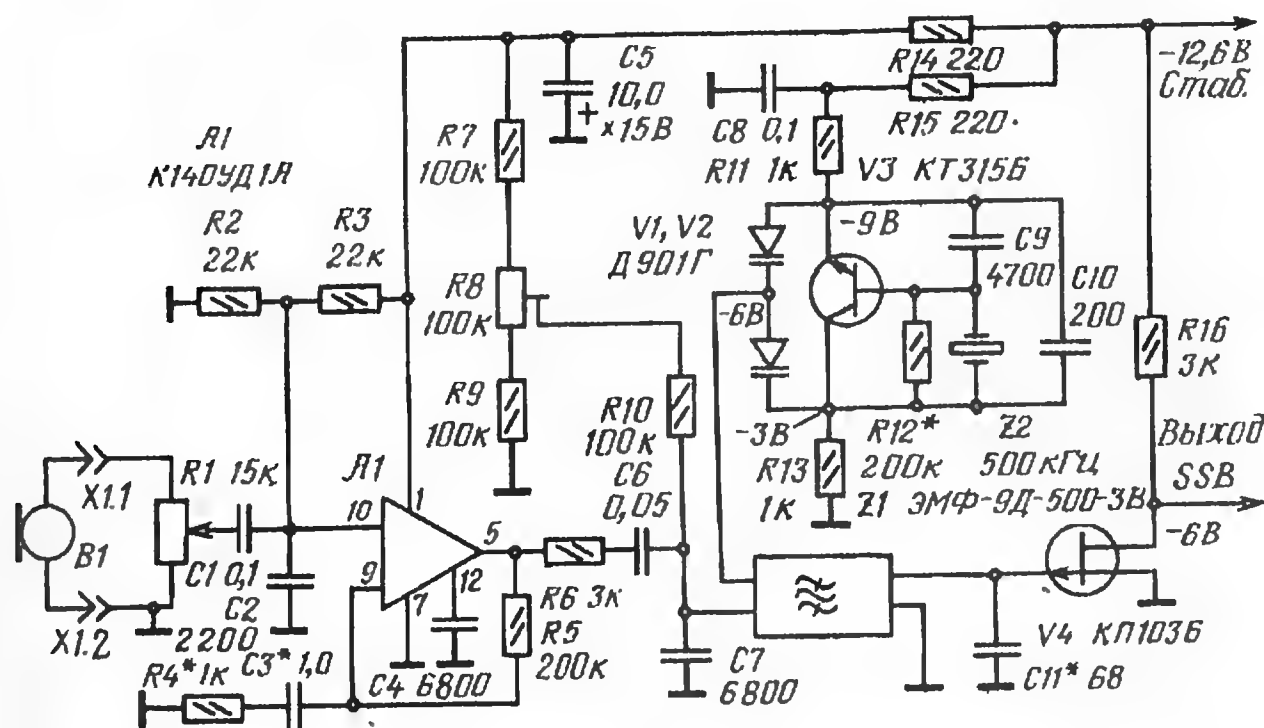 C5
10,0
+ ×15В
R14 220
-12,6В
Стаб.
R15 220
C8 0,1
R7
100к
R11 1к
V3 КТ315Б
А1
К140УД1А
R2
22к
R3
22к
V1, V2
Д901Г
-9В
C9
4700
C10
200
R8
100к
-6В
R16
3к
R9
100к
R10
100к
-3В
R12*
200к
Z2
500кГц
R13
1к
Z1 ЭМФ-9Д-500-3В
Выход
SSB
-6В
C6
0,05
X1.1
R1 15к
В1
X1.2
C1 0,1
C2
2200
А1
10
1
9
5
12
7
R6 3к
R5
200к
R4* 1к
C3* 1,0
C4 6800
C7
6800
V4 КП103Б
C11* 68